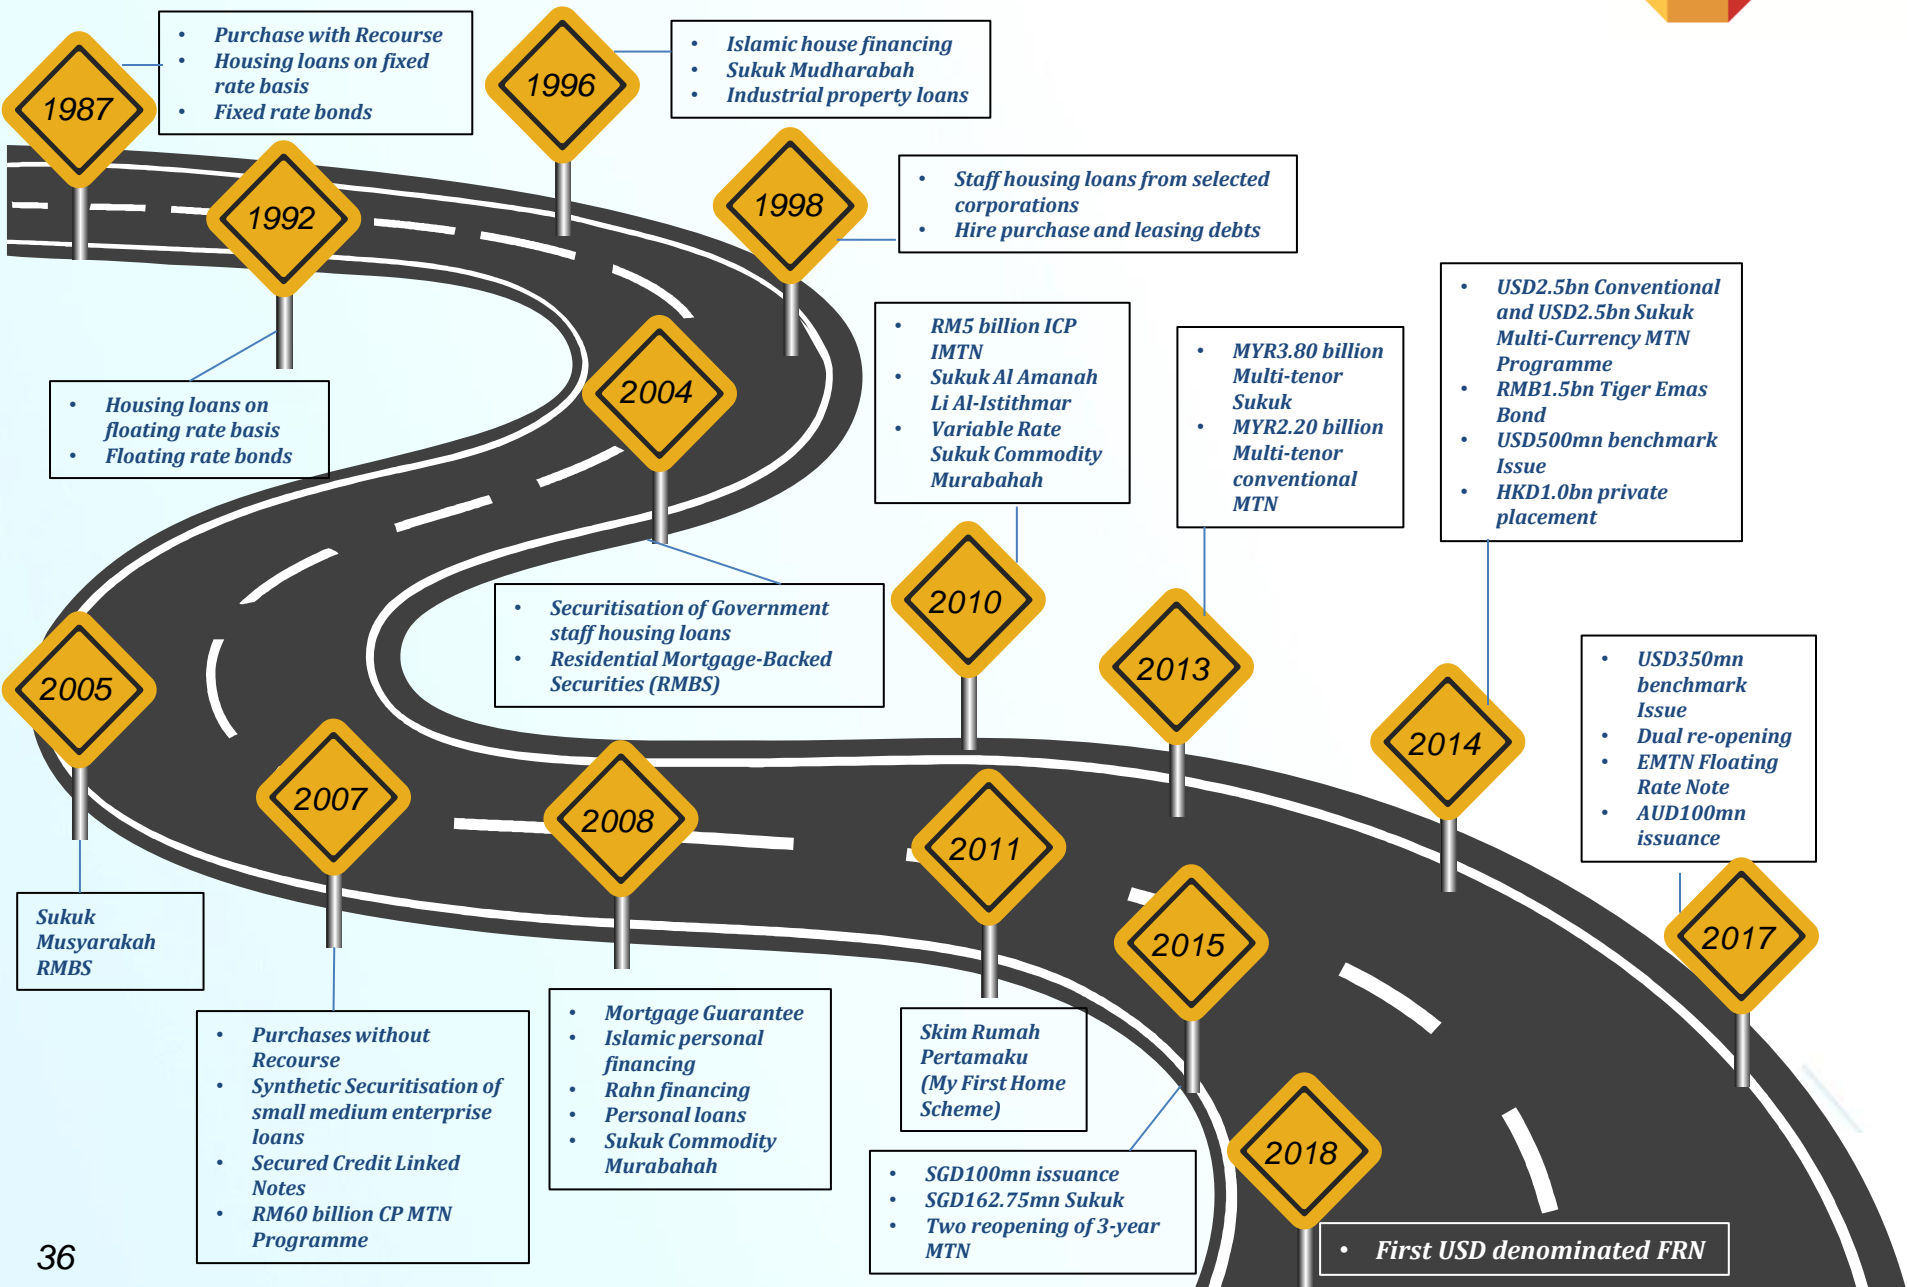 1987
• Purchase with Recourse
• Housing loans on fixed
rate basis
• Fixed rate bonds
1992
• Housing loans on
floating rate basis
• Floating rate bonds
1996
• Islamic house financing
• Sukuk Mudharabah
• Industrial property loans
1998
• Staff housing loans from selected
corporations
• Hire purchase and leasing debts
2004
• Securitisation of Government
staff housing loans
• Residential Mortgage-Backed
Securities (RMBS)
2005
Sukuk
Musyarakah
RMBS
2007
• Purchases without
Recourse
• Synthetic Securitisation of
small medium enterprise
loans
• Secured Credit Linked
Notes
• RM60 billion CP MTN
Programme
2008
• Mortgage Guarantee
• Islamic personal
financing
• Rahn financing
• Personal loans
• Sukuk Commodity
Murabahah
2010
• RM5 billion ICP
IMTN
• Sukuk Al Amanah
Li Al-Istithmar
• Variable Rate
Sukuk Commodity
Murabahah
2011
Skim Rumah
Pertamaku
(My First Home
Scheme)
2013
• MYR3.80 billion
Multi-tenor
Sukuk
• MYR2.20 billion
Multi-tenor
conventional
MTN
2014
• USD2.5bn Conventional
and USD2.5bn Sukuk
Multi-Currency MTN
Programme
• RMB1.5bn Tiger Emas
Bond
• USD500mn benchmark
Issue
• HKD1.0bn private
placement
2015
• SGD100mn issuance
• SGD162.75mn Sukuk
• Two reopening of 3-year
MTN
2017
• USD350mn
benchmark
Issue
• Dual re-opening
• EMTN Floating
Rate Note
• AUD100mn
issuance
2018
• First USD denominated FRN
36